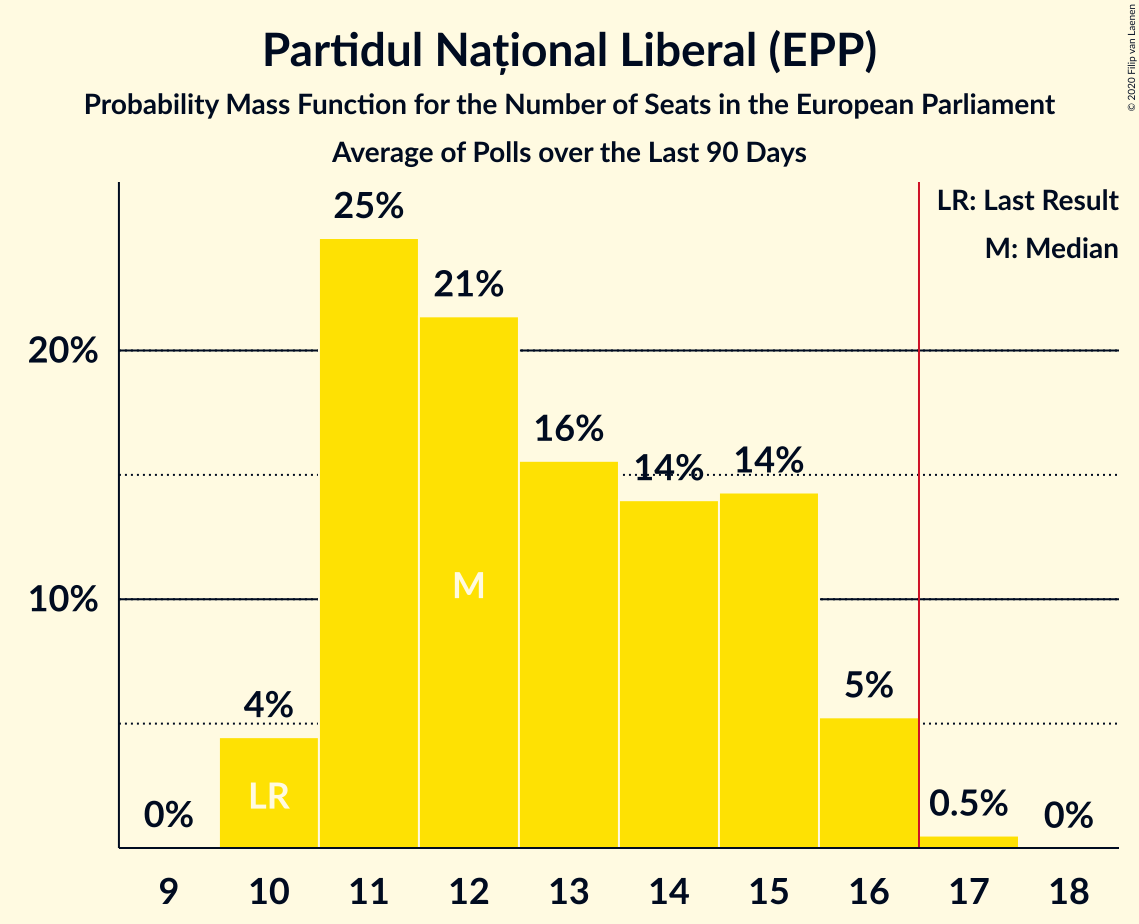 © 2020 Filip van Laenen
Partidul Național Liberal (EPP)
Probability Mass Function for the Number of Seats in the European Parliament
Average of Polls over the Last 90 Days
LR: Last Result
M: Median
25%
21%
20%
16%
14%
14%
M
10%
5%
4%
LR
0.5%
0%
0%
9 10 11 12 13 14 15 16 17 18